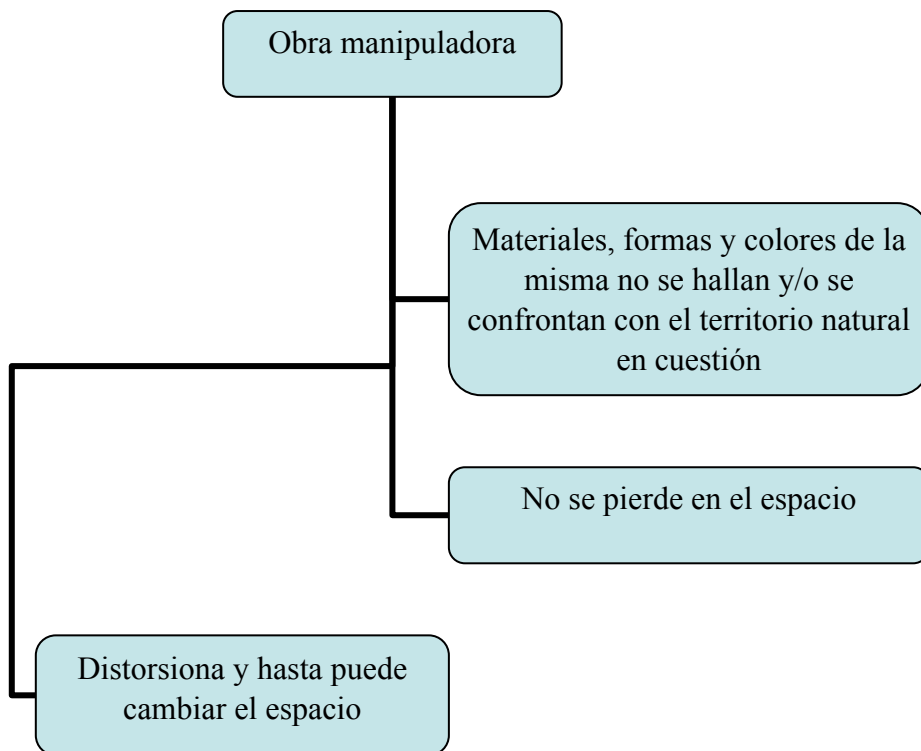 Obra manipuladora
Materiales, formas y colores de la
misma no se hallan y/o se
confrontan con el territorio natural
en cuestión
No se pierde en el espacio
Distorsiona y hasta puede
cambiar el espacio